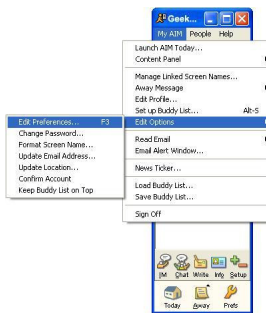 Geek...
My AIM People Help
Launch AIM Today...
Content Panel
Manage Linked Screen Names...
Away Message
Edit Profile...
Set up Buddy List... Alt-S
Edit Options
Edit Preferences... F3
Change Password...
Format Screen Name...
Update Email Address...
Update Location...
Confirm Account
Keep Buddy List on Top
Read Email
Email Alert Window...
News Ticker...
Load Buddy List...
Save Buddy List...
Sign Off
IM Chat Write Info Setup
Today Away Prefs